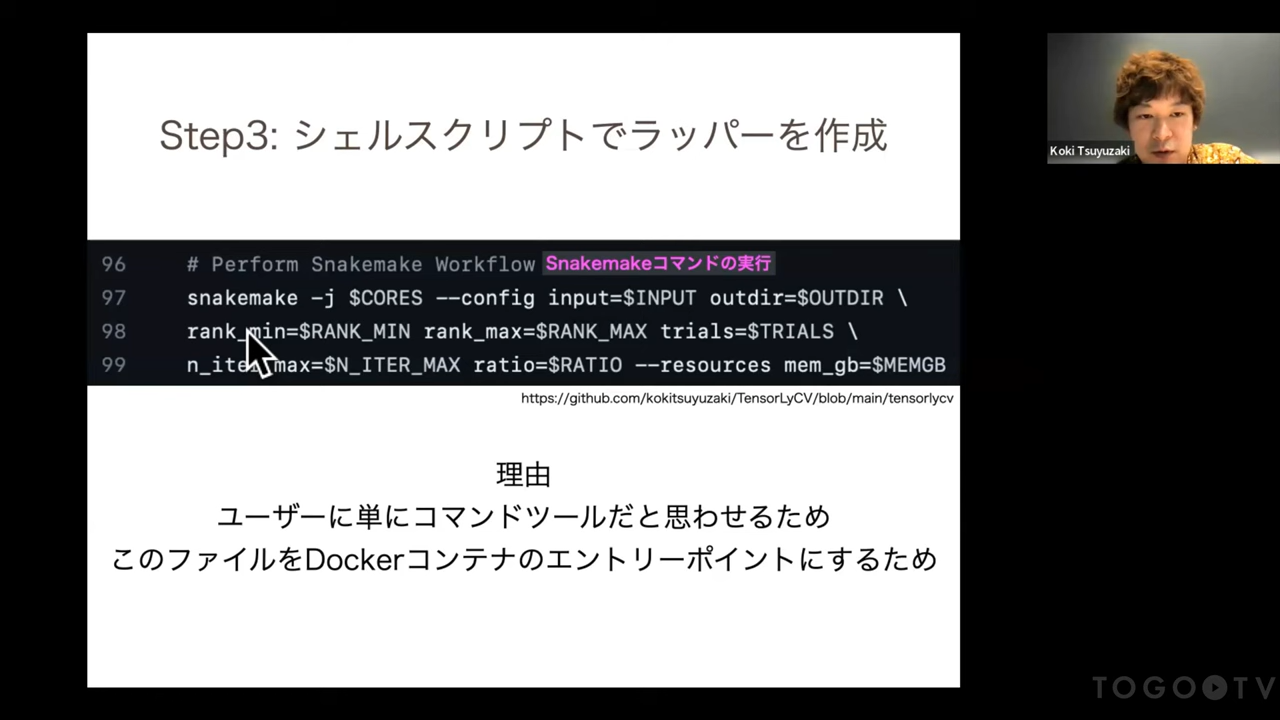 Step3: シェルスクリプトでラッパーを作成
96 # Perform Snakemake Workflow Snakemakeコマンドの実行
97 snakemake -j $CORES --config input=$INPUT outdir=$OUTDIR \
98 rank_min=$RANK_MIN rank_max=$RANK_MAX trials=$TRIALS \
99 n_iter_max=$N_ITER_MAX ratio=$RATIO --resources mem_gb=$MEMGB
https://github.com/kokitsuyuzaki/TensorLyCV/blob/main/tensorlycv
理由
ユーザーに単にコマンドツールだと思わせるため
このファイルをDockerコンテナのエントリーポイントにするため
Koki Tsuyuzaki
TOGO TV